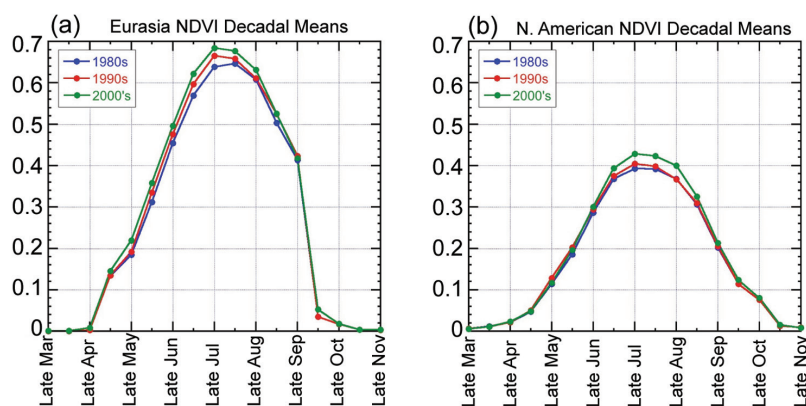 (a) Eurasia NDVI Decadal Means
0.7
0.6
0.5
0.4
0.3
0.2
0.1
0
1980s
1990s
2000's
Late Mar
Late Apr
Late May
Late Jun
Late Jul
Late Aug
Late Sep
Late Oct
Late Nov
(b) N. American NDVI Decadal Means
0.7
0.6
0.5
0.4
0.3
0.2
0.1
0
1980s
1990s
2000's
Late Mar
Late Apr
Late May
Late Jun
Late Jul
Late Aug
Late Sep
Late Oct
Late Nov